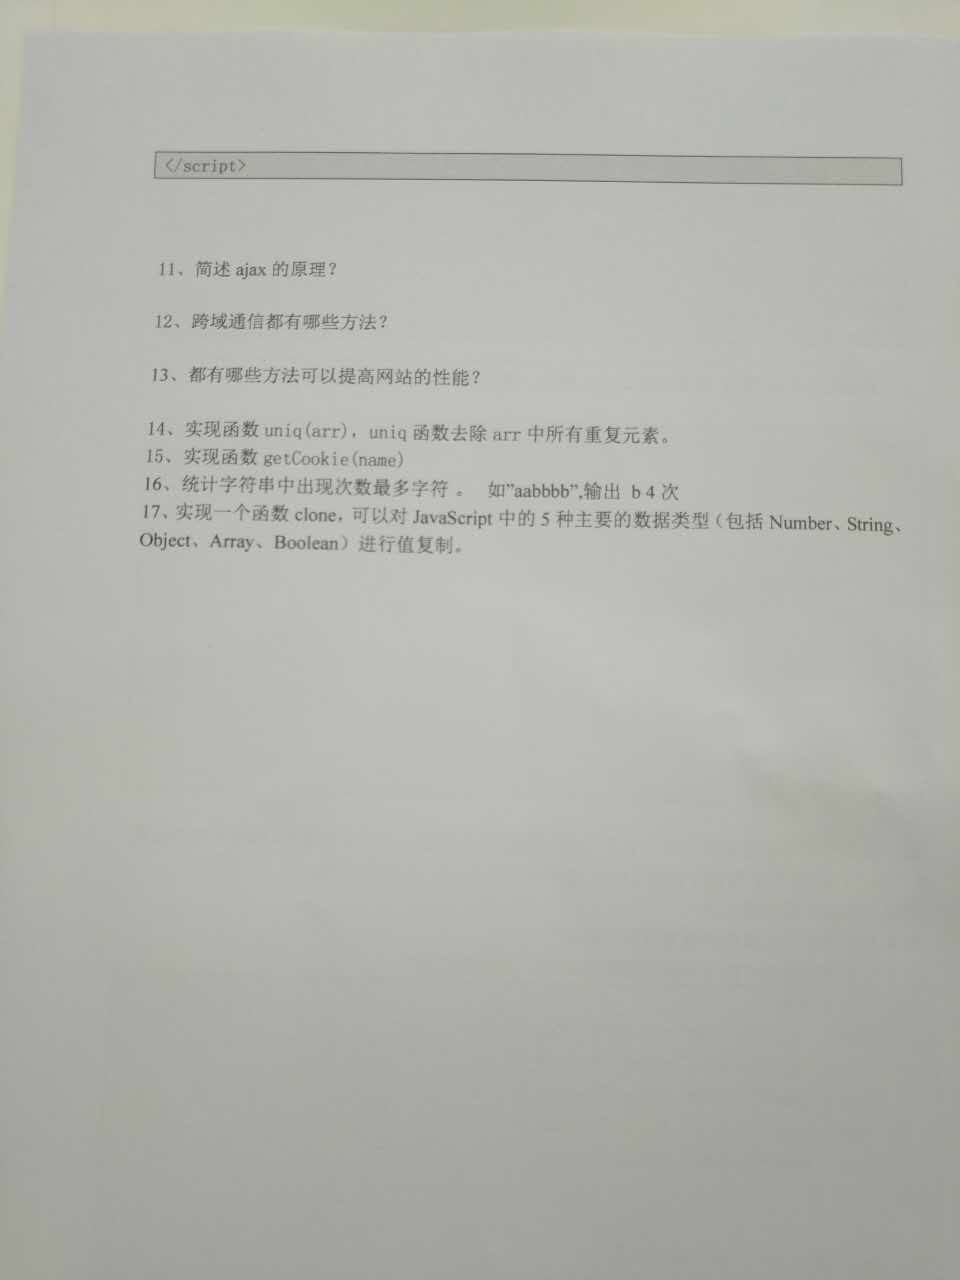 </script>
11、简述 ajax 的原理？
12、跨域通信都有哪些方法？
13、都有哪些方法可以提高网站的性能？
14、实现函数 uniq(arr)，uniq 函数去除 arr 中所有重复元素。
15、实现函数 getCookie(name)
16、统计字符串中出现次数最多字符 。 如”aabbbb”,输出 b 4 次
17、实现一个函数 clone，可以对 JavaScript 中的 5 种主要的数据类型（包括 Number、String、
Object、Array、Boolean）进行值复制。